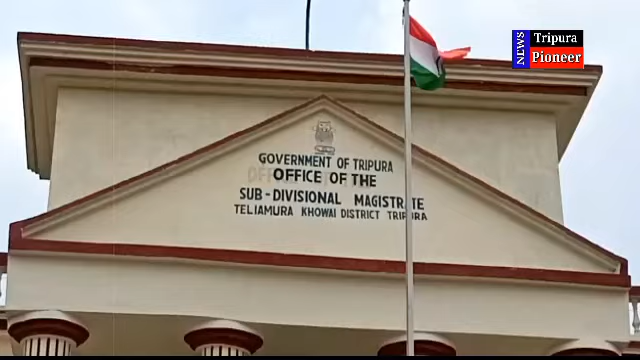 NEWS
Tripura
Pioneer
GOVERNMENT OF TRIPURA
OFFICE OF THE
SUB-DIVISIONAL MAGISTRATE
TELIAMURA KHOWAI DISTRICT TRIPURA